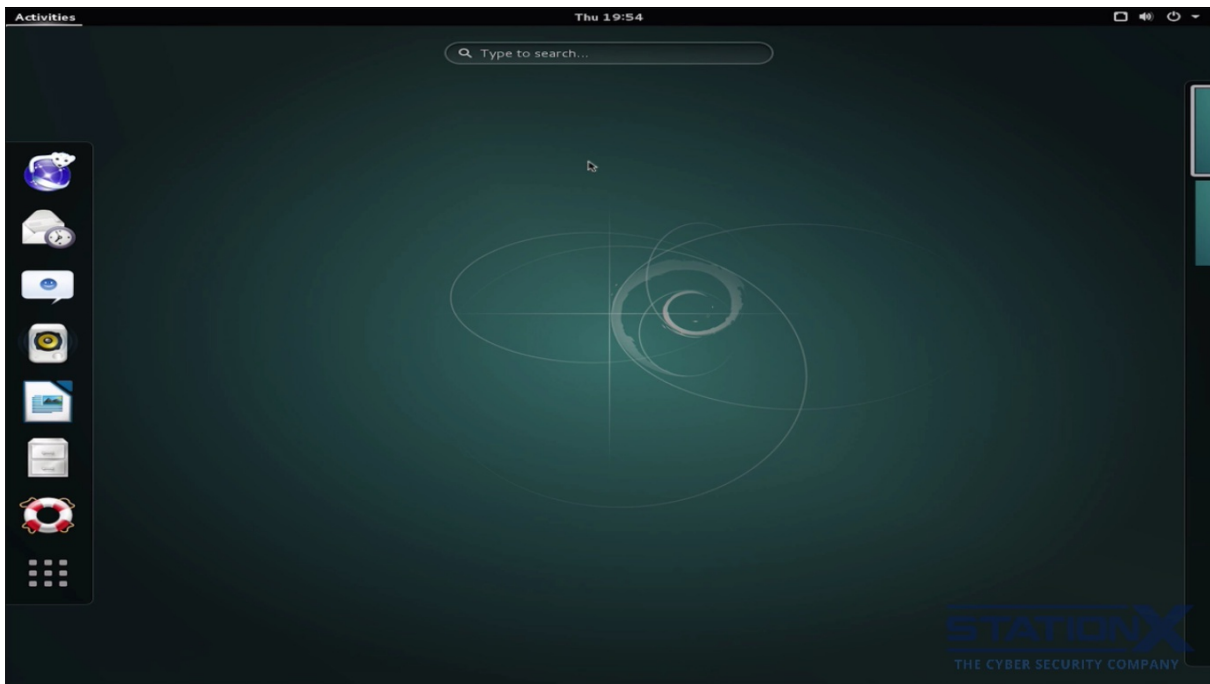 Activities
Thu 19:54
Type to search...
STATIONX
THE CYBER SECURITY COMPANY